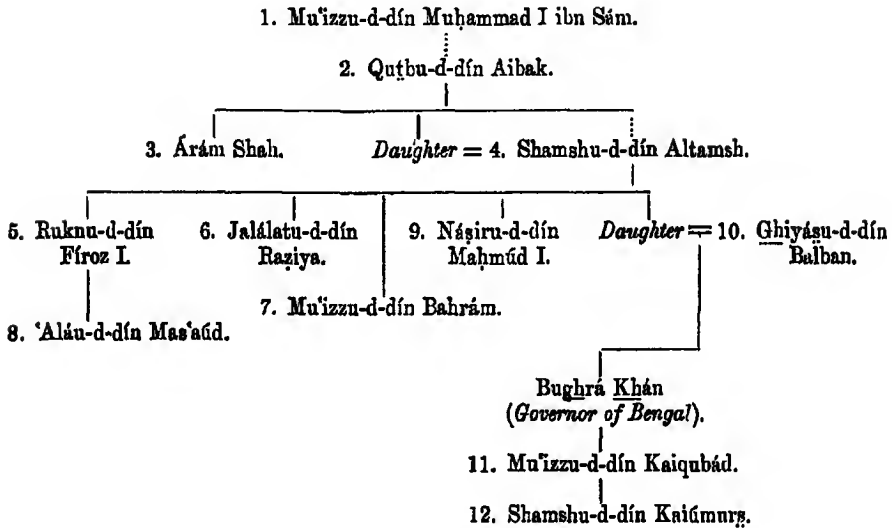 1. Mu‘izzu-d-dín Muḥammad I ibn Sám.
2. Quṭbu-d-dín Aibak.
3. Árám Shah. Daughter = 4. Shamshu-d-dín Altamsh.
5. Ruknu-d-dín 6. Jalálatu-d-dín 9. Náṣiru-d-dín Daughter = 10. Ghiyás̤u-d-dín
Fíroz I. Raẓiya. Maḥmúd I. Balban.
7. Mu‘izzu-d-dín Bahrám.
8. ‘Aláu-d-dín Mas‘aúd.
Bughrá Khán
(Governor of Bengal).
11. Mu‘izzu-d-dín Kaiqubád.
12. Shamshu-d-dín Kaiúmurs̤.